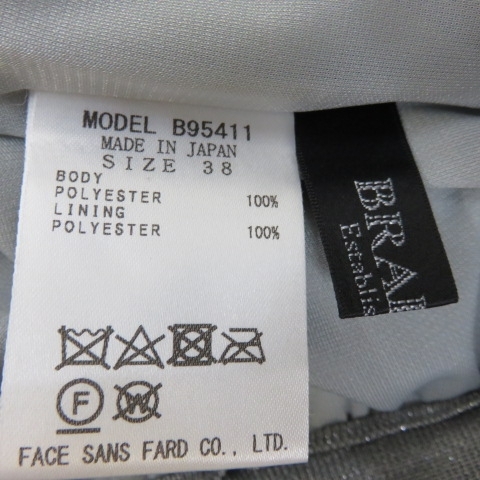 MODEL B95411
MADE IN JAPAN
SIZE 38
BODY
POLYESTER 100%
LINING
POLYESTER 100%
F W
FACE SANS FARD CO., LTD.
BRA
Establis